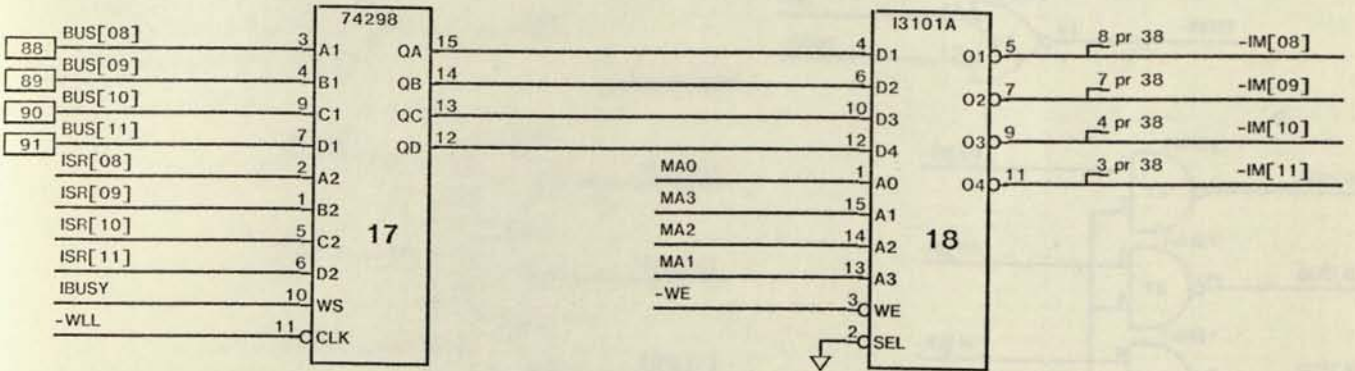 74298
I3101A
88 BUS[08] 3 A1 QA 15 4 D1 O1 5 8 pr 38 -IM[08]
89 BUS[09] 4 B1 QB 14 6 D2 O2 7 7 pr 38 -IM[09]
90 BUS[10] 9 C1 QC 13 10 D3 O3 9 4 pr 38 -IM[10]
91 BUS[11] 7 D1 QD 12 12 D4 O4 11 3 pr 38 -IM[11]
ISR[08] 2 A2 MA0 1 A0
ISR[09] 1 B2 MA3 15 A1
ISR[10] 5 C2 17 MA2 14 A2 18
ISR[11] 6 D2 MA1 13 A3
IBUSY 10 WS -WE 3 WE
-WLL 11 CLK 2 SEL